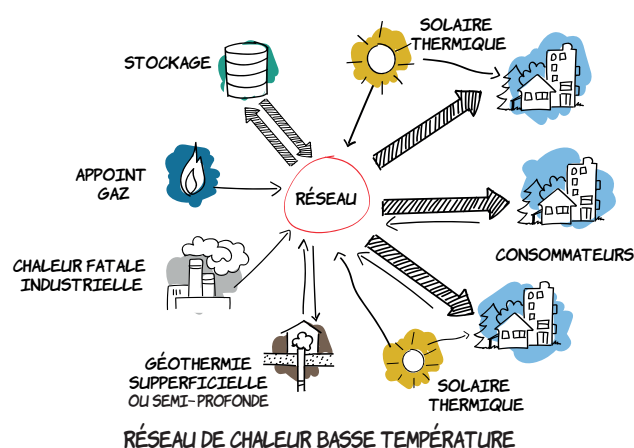 SOLAIRE
THERMIQUE
STOCKAGE
APPOINT
GAZ
RÉSEAU
CHALEUR FATALE
INDUSTRIELLE
CONSOMMATEURS
GÉOTHERMIE
SUPPERFICIELLE
OU SEMI-PROFONDE
SOLAIRE
THERMIQUE
RÉSEAU DE CHALEUR BASSE TEMPÉRATURE